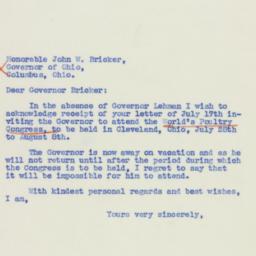 Honorable John W. Bricker,
Governor of Ohio,
Columbus, Ohio.
Dear Governor Bricker:
In the absence of Governor Lehman I wish to
acknowledge receipt of your letter of July 17th in-
viting the Governor to attend the World's Poultry
Congress, to be held in Cleveland, Ohio, July 28th
to August 8th.
The Governor is now away on vacation and as he
will not return until after the period during which
the Congress is to be held, I regret to say that
it will be impossible for him to attend.
With kindest personal regards and best wishes,
I am,
Yours very sincerely,